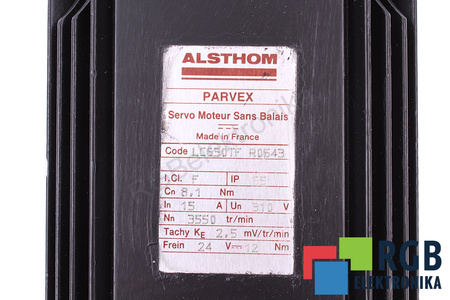 ALSTHOM
PARVEX
Servo Moteur Sans Balais
Made in France
Code LC650TF R0643
I.Cl. F IP
Cn 8,1 Nm
In 15 A Un 310 V
Nn 3550 tr/min
Tachy KE 2,5 mV/tr/min
Frein 24 V 12 Nm
RGB
ELEKTRONIKA